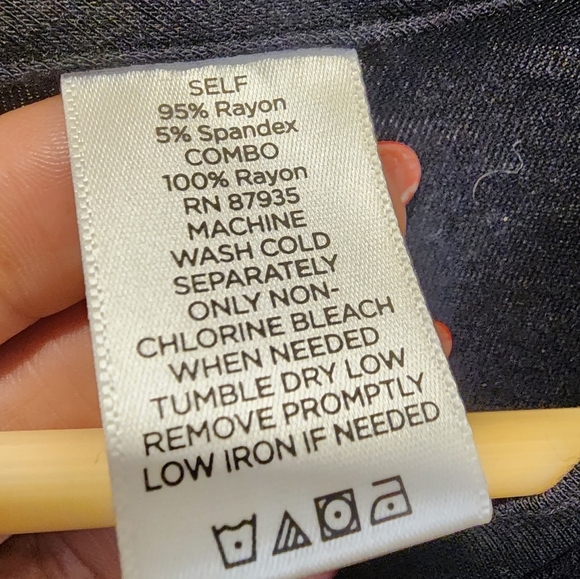 SELF
95% Rayon
5% Spandex
COMBO
100% Rayon
RN 87935
MACHINE
WASH COLD
SEPARATELY
ONLY NON-
CHLORINE BLEACH
WHEN NEEDED
TUMBLE DRY LOW
REMOVE PROMPTLY
LOW IRON IF NEEDED